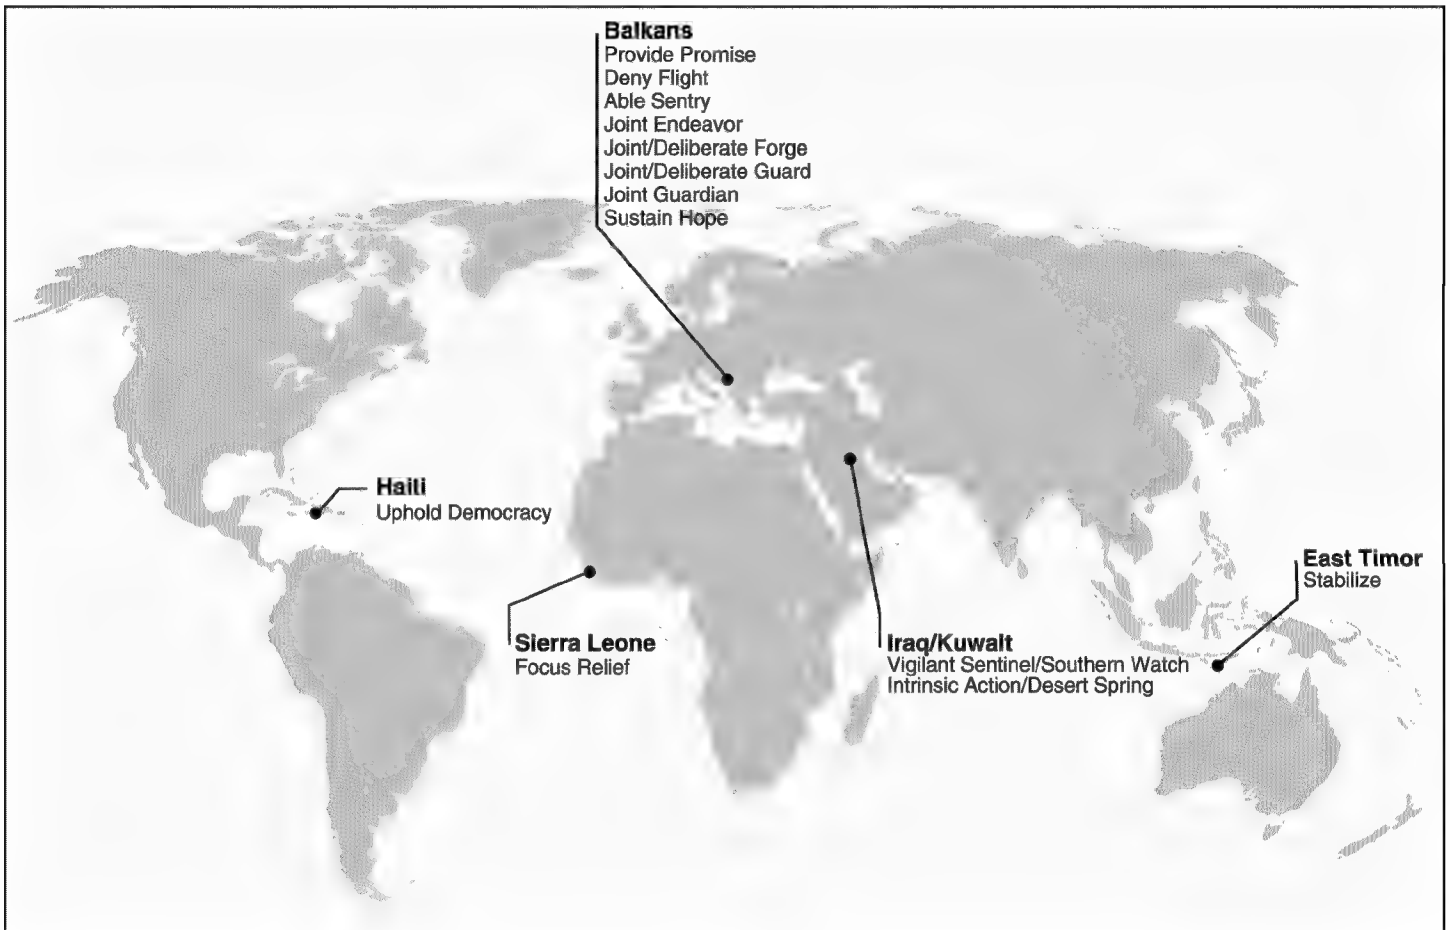 Balkans
Provide Promise
Deny Flight
Able Sentry
Joint Endeavor
Joint/Deliberate Forge
Joint/Deliberate Guard
Joint Guardian
Sustain Hope
Haiti
Uphold Democracy
East Timor
Stabilize
Sierra Leone
Focus Relief
Iraq/Kuwait
Vigilant Sentinel/Southern Watch
Intrinsic Action/Desert Spring